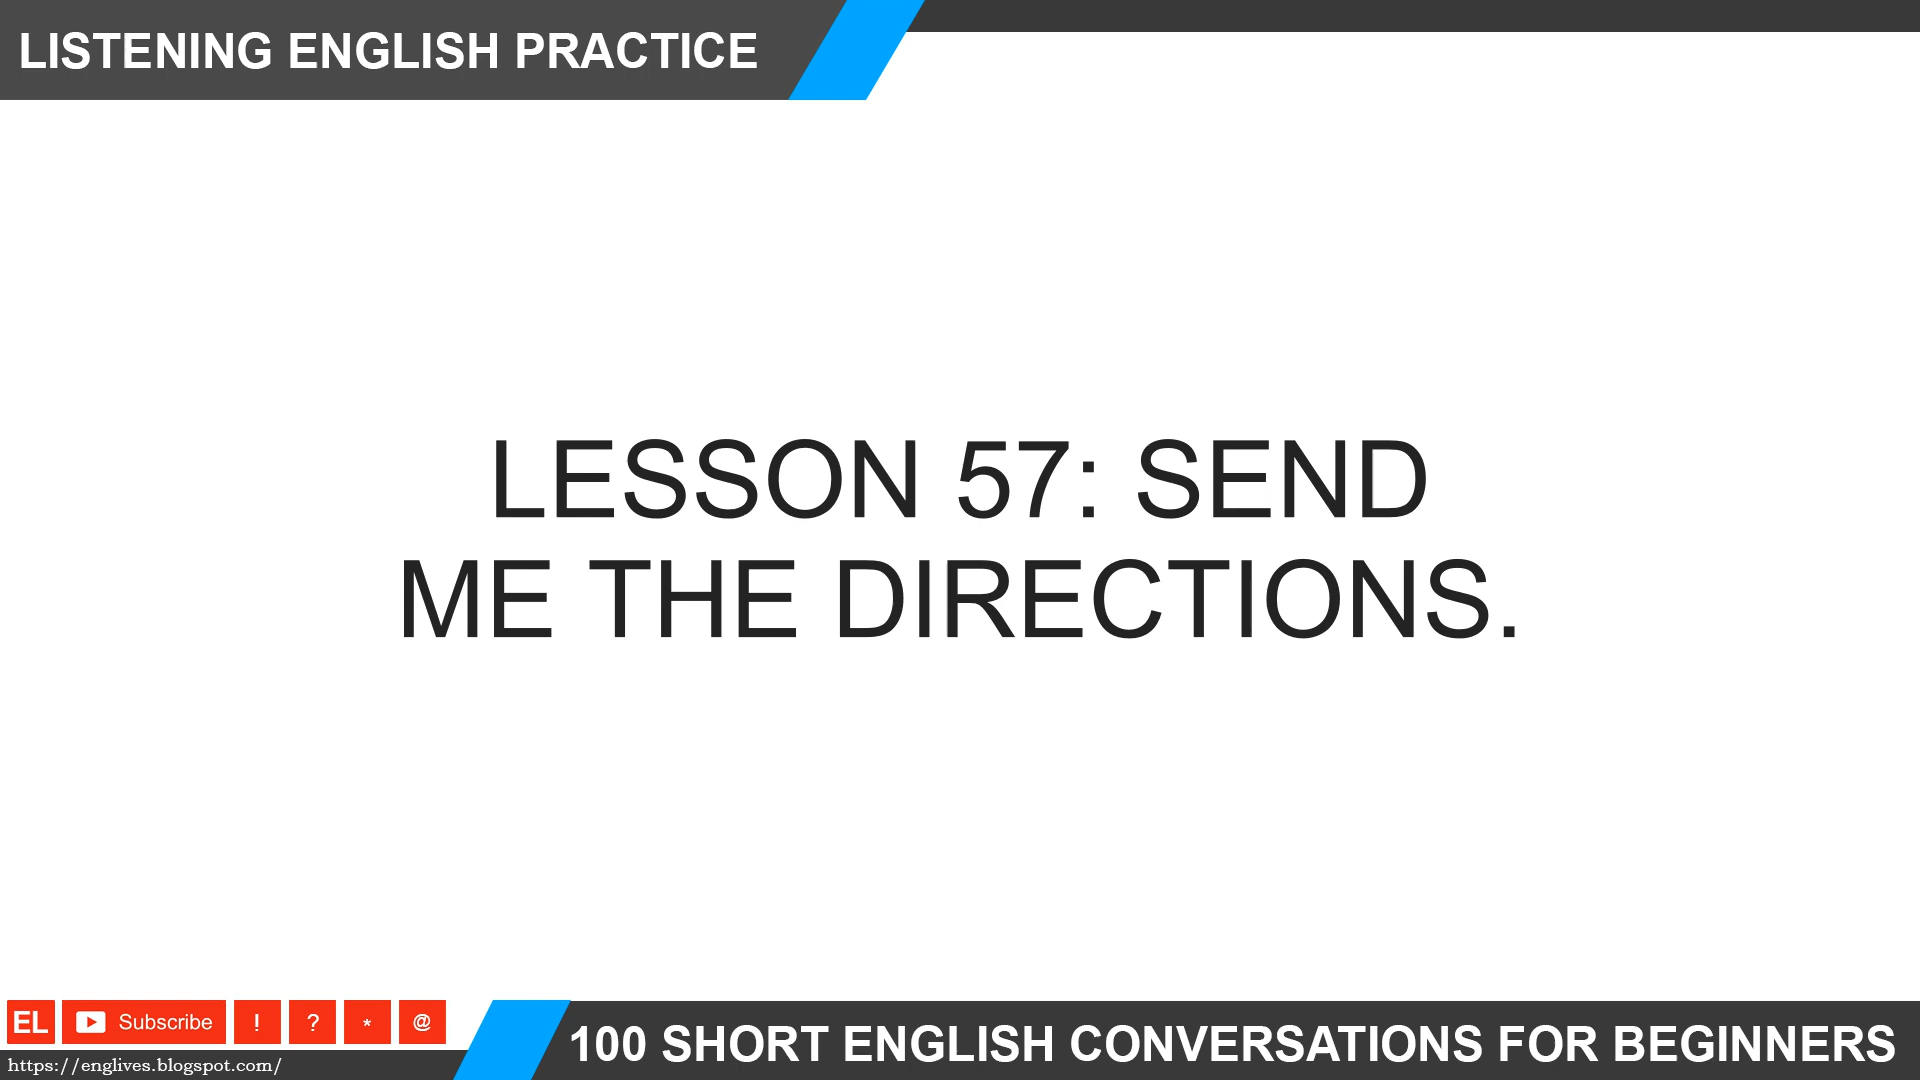 LISTENING ENGLISH PRACTICE
LESSON 57: SEND
ME THE DIRECTIONS.
EL Subscribe ! ? * @
https://englives.blogspot.com/
100 SHORT ENGLISH CONVERSATIONS FOR BEGINNERS